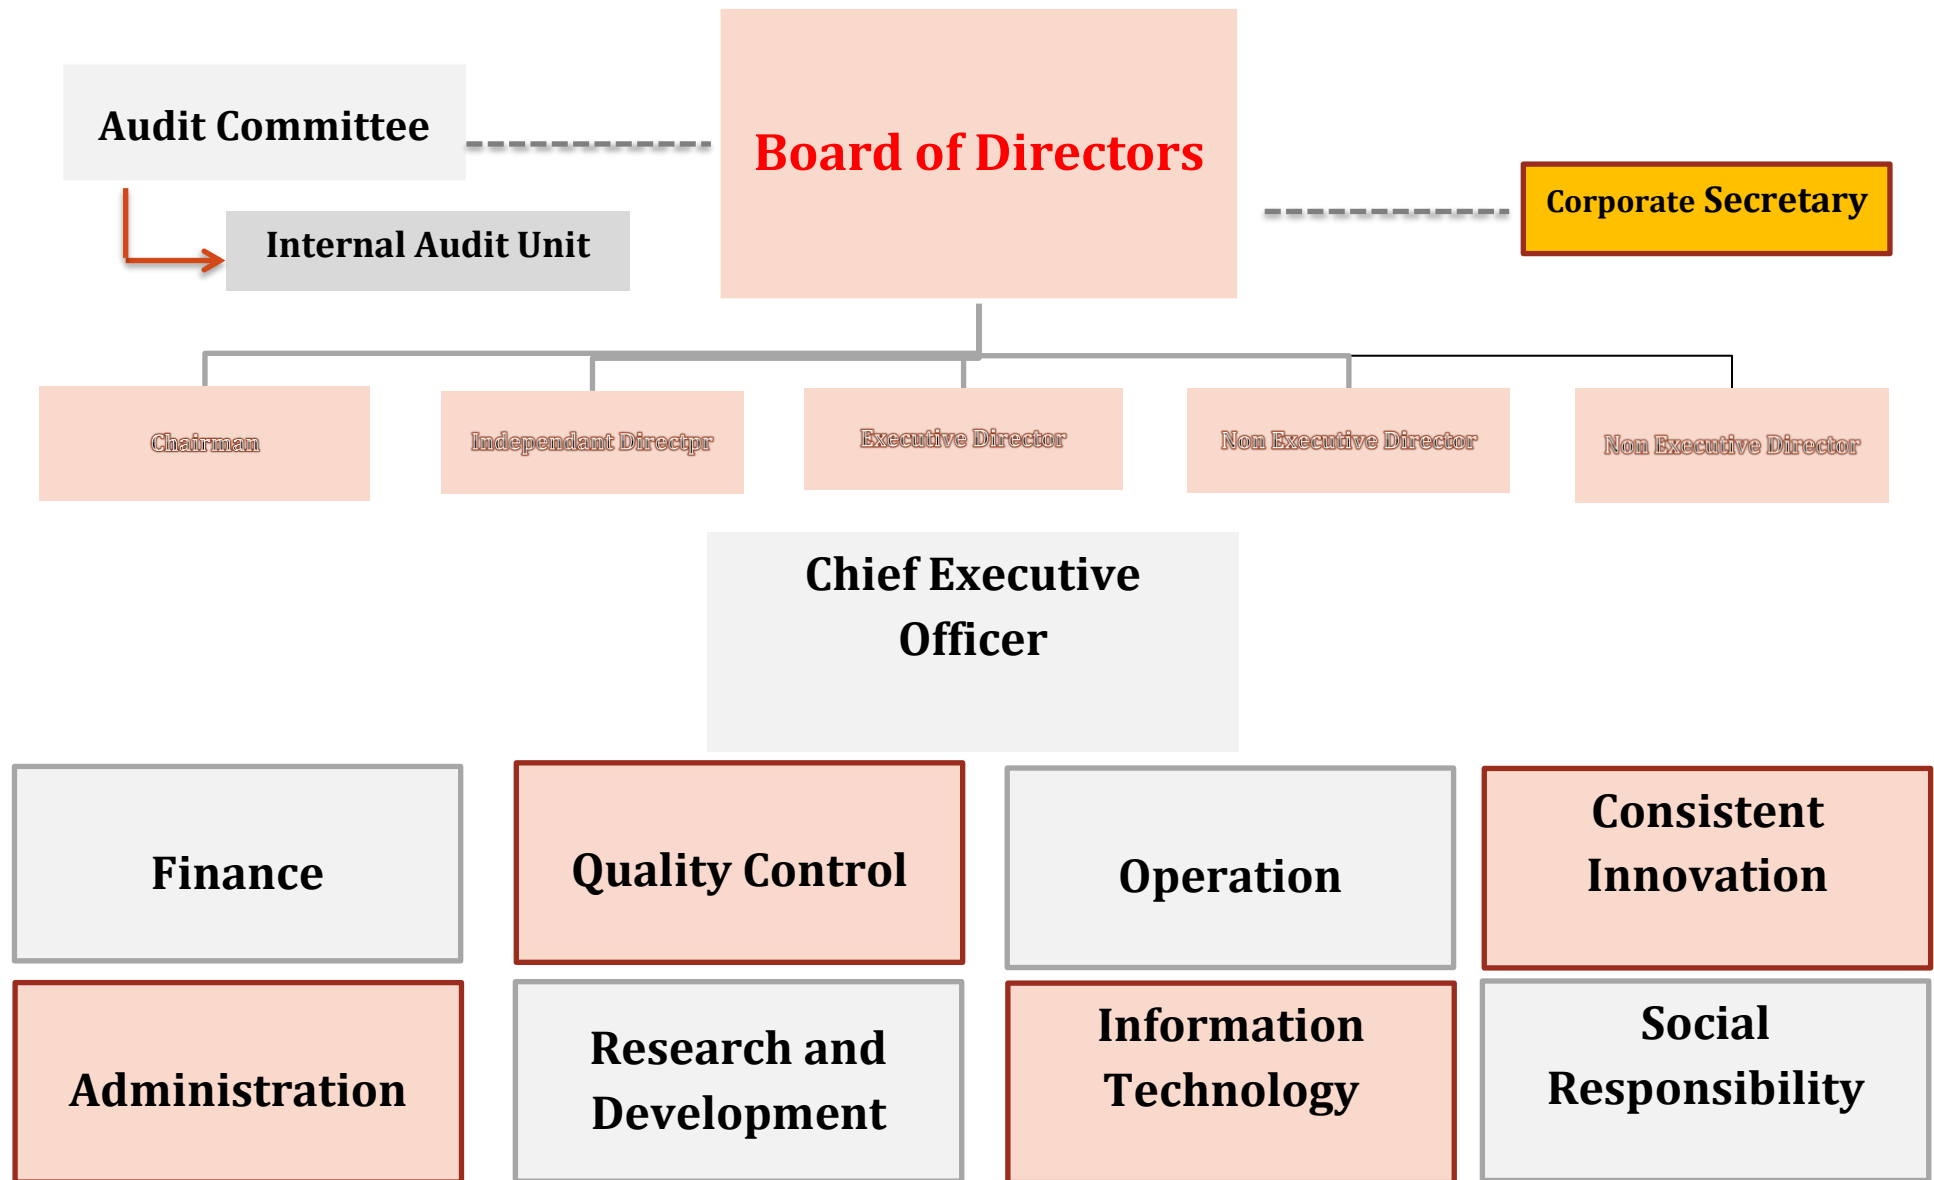 Audit Committee
Board of Directors
Corporate Secretary
Internal Audit Unit
Chairman
Independant Directpr
Executive Director
Non Executive Director
Non Executive Director
Chief Executive
Officer
Finance
Quality Control
Operation
Consistent
Innovation
Administration
Research and
Development
Information
Technology
Social
Responsibility